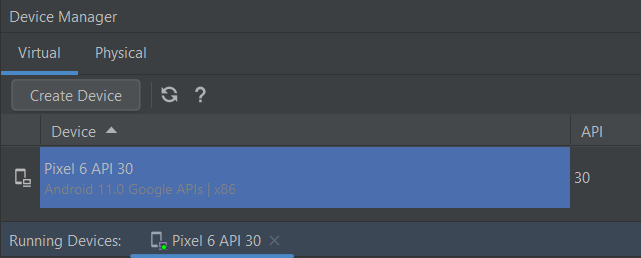 Device Manager
Virtual Physical
Create Device ?
Device API
Pixel 6 API 30
Android 11.0 Google APIs | x86
30
Running Devices: Pixel 6 API 30